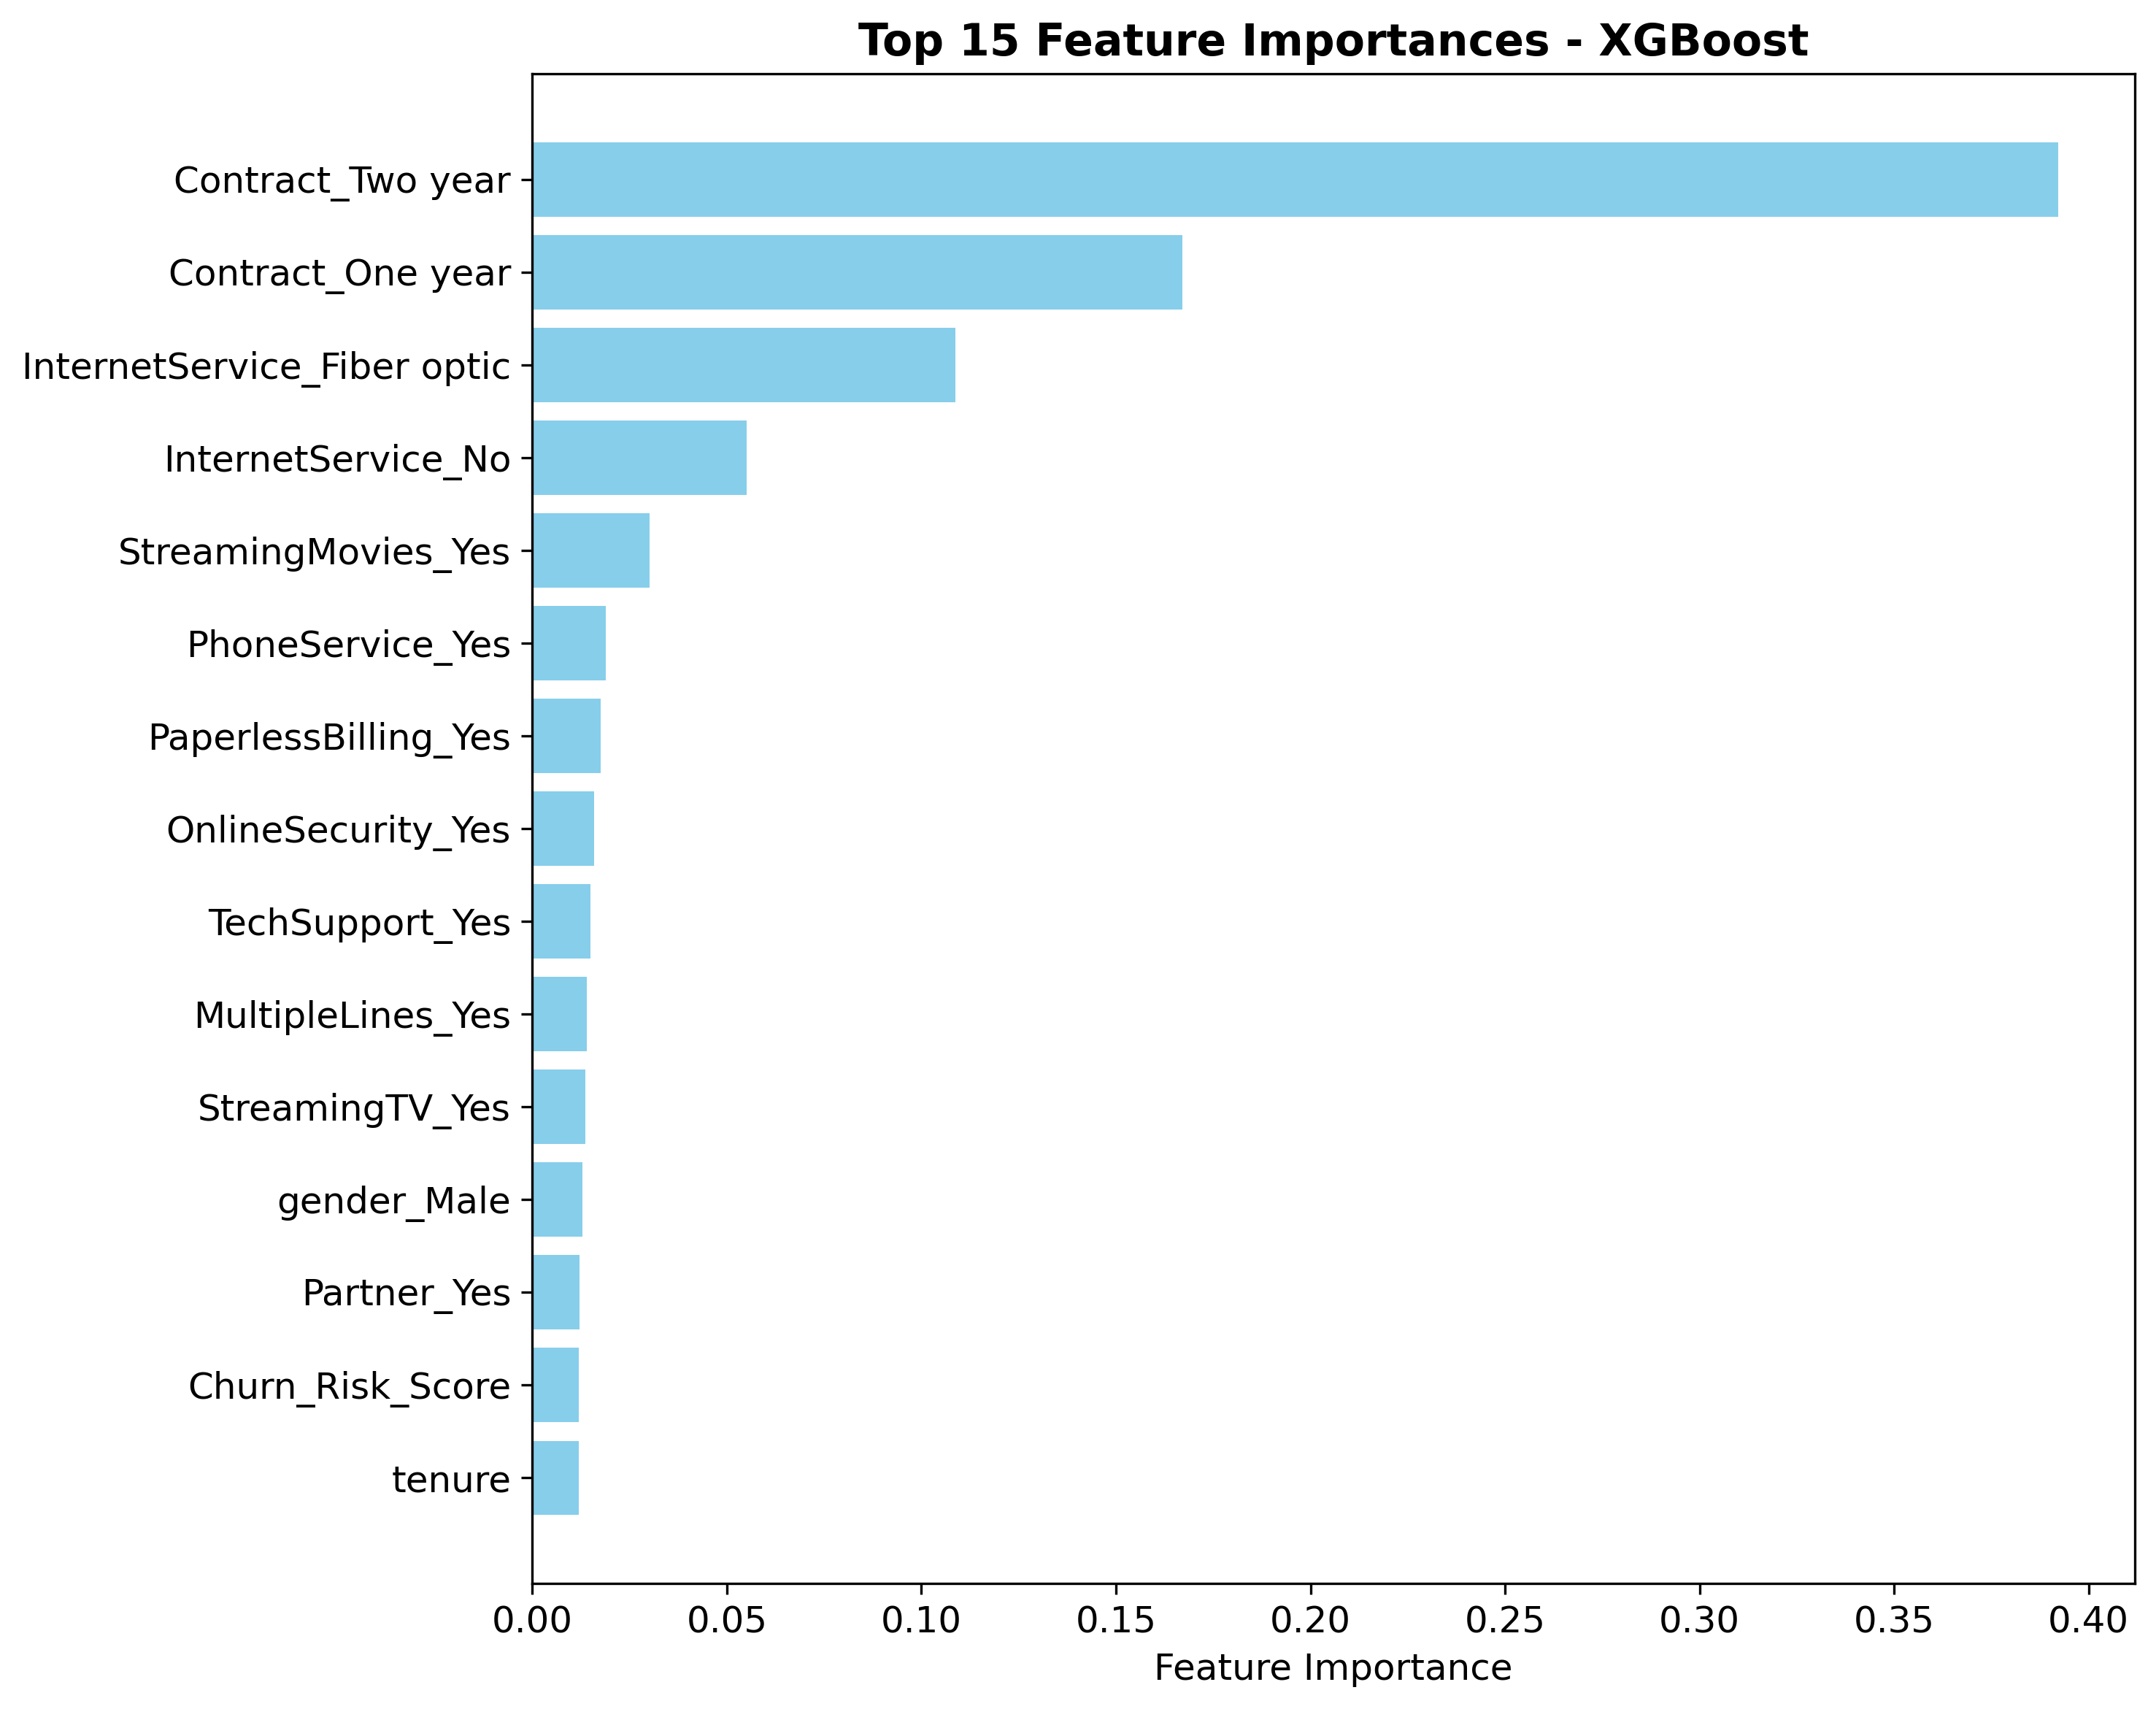 Top 15 Feature Importances - XGBoost
Contract_Two year
Contract_One year
InternetService_Fiber optic
InternetService_No
StreamingMovies_Yes
PhoneService_Yes
PaperlessBilling_Yes
OnlineSecurity_Yes
TechSupport_Yes
MultipleLines_Yes
StreamingTV_Yes
gender_Male
Partner_Yes
Churn_Risk_Score
tenure
0.00 0.05 0.10 0.15 0.20 0.25 0.30 0.35 0.40
Feature Importance